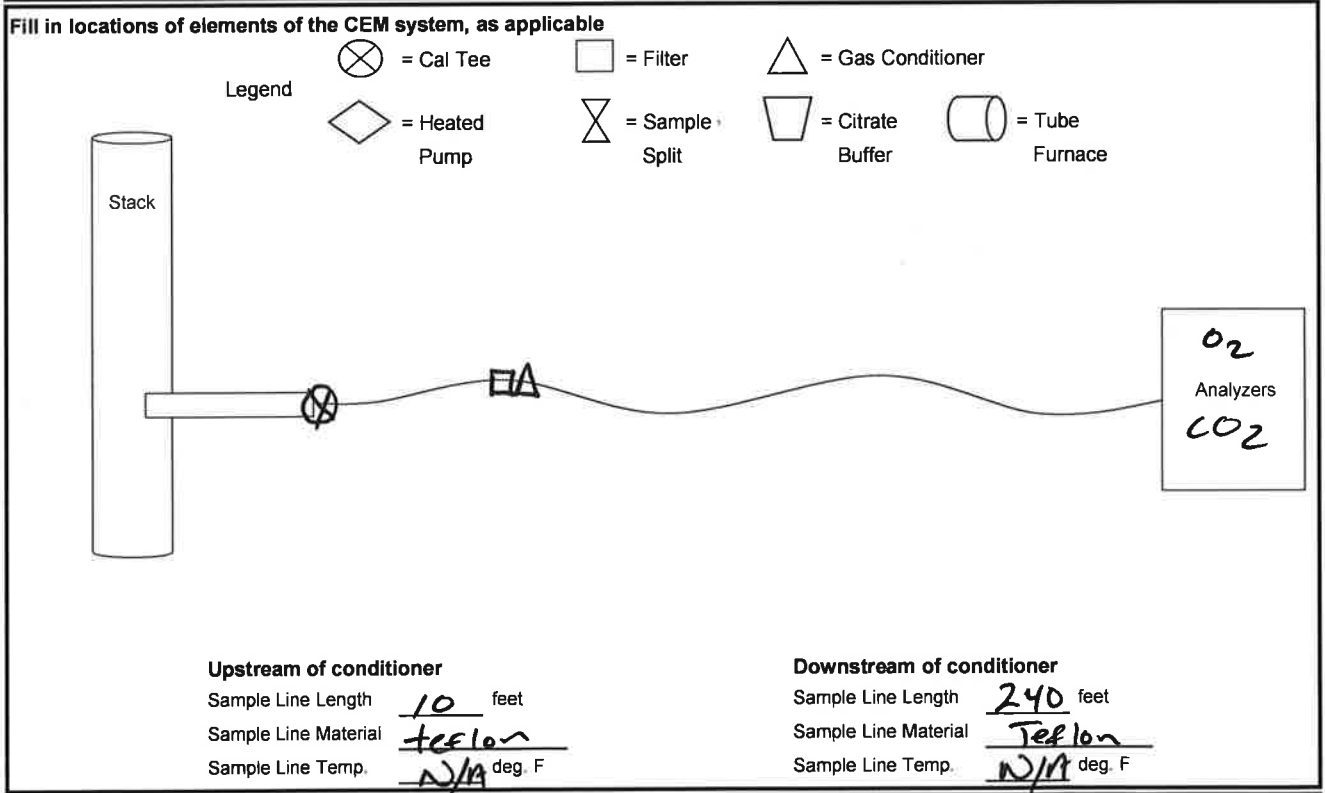 Fill in locations of elements of the CEM system, as applicable
Legend
= Cal Tee
= Filter
= Gas Conditioner
= Heated Pump
= Sample Split
= Citrate Buffer
= Tube Furnace
Stack
O2
Analyzers
CO2
Upstream of conditioner
Sample Line Length 10 feet
Sample Line Material teflon
Sample Line Temp. N/A deg. F
Downstream of conditioner
Sample Line Length 240 feet
Sample Line Material Teflon
Sample Line Temp. N/A deg. F